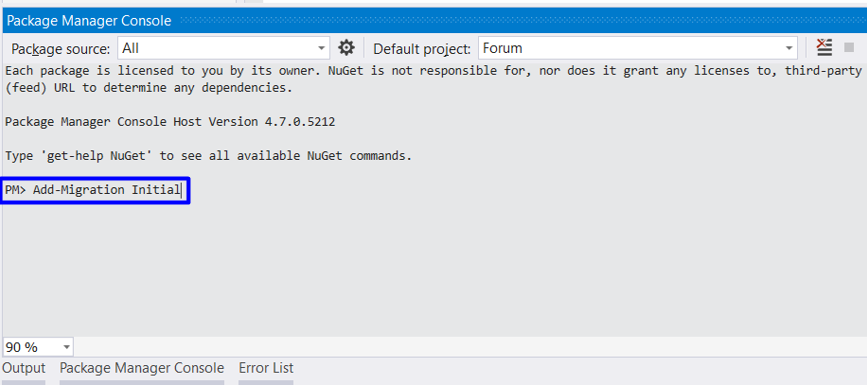 Package Manager Console
Package source: All Default project: Forum
Each package is licensed to you by its owner. NuGet is not responsible for, nor does it grant any licenses to, third-party
(feed) URL to determine any dependencies.
Package Manager Console Host Version 4.7.0.5212
Type 'get-help NuGet' to see all available NuGet commands.
PM> Add-Migration Initial
90 %
Output Package Manager Console Error List